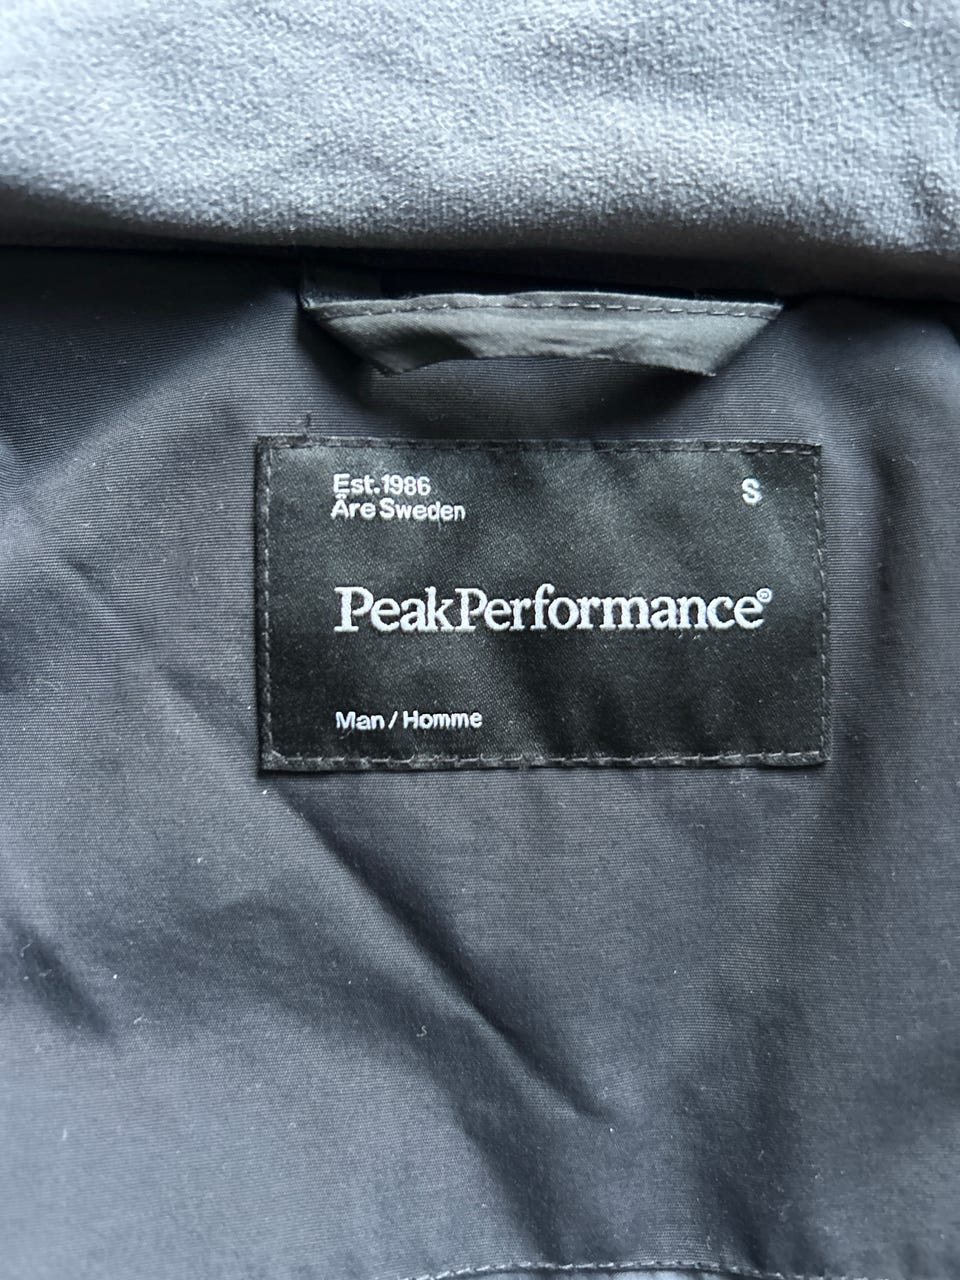 Est.1986
Åre Sweden
S
PeakPerformance®
Man / Homme